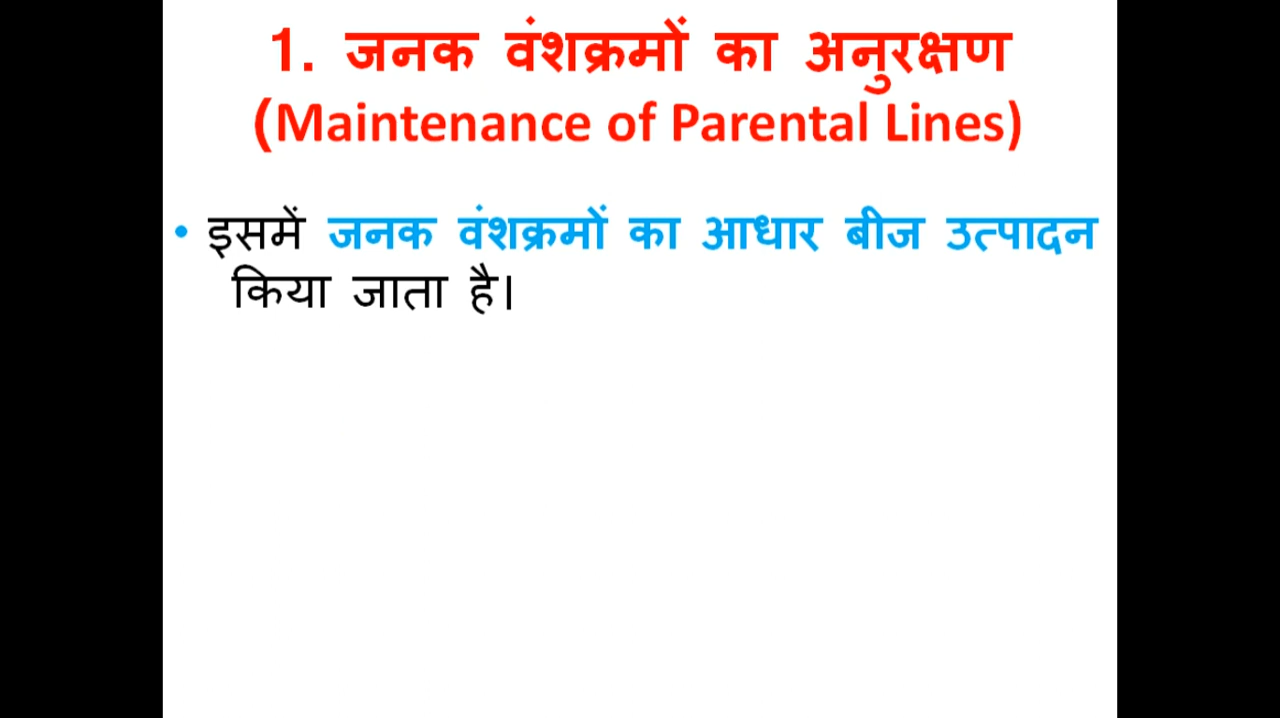 1. जनक वंशक्रमों का अनुरक्षण
(Maintenance of Parental Lines)
• इसमें जनक वंशक्रमों का आधार बीज उत्पादन
किया जाता है।